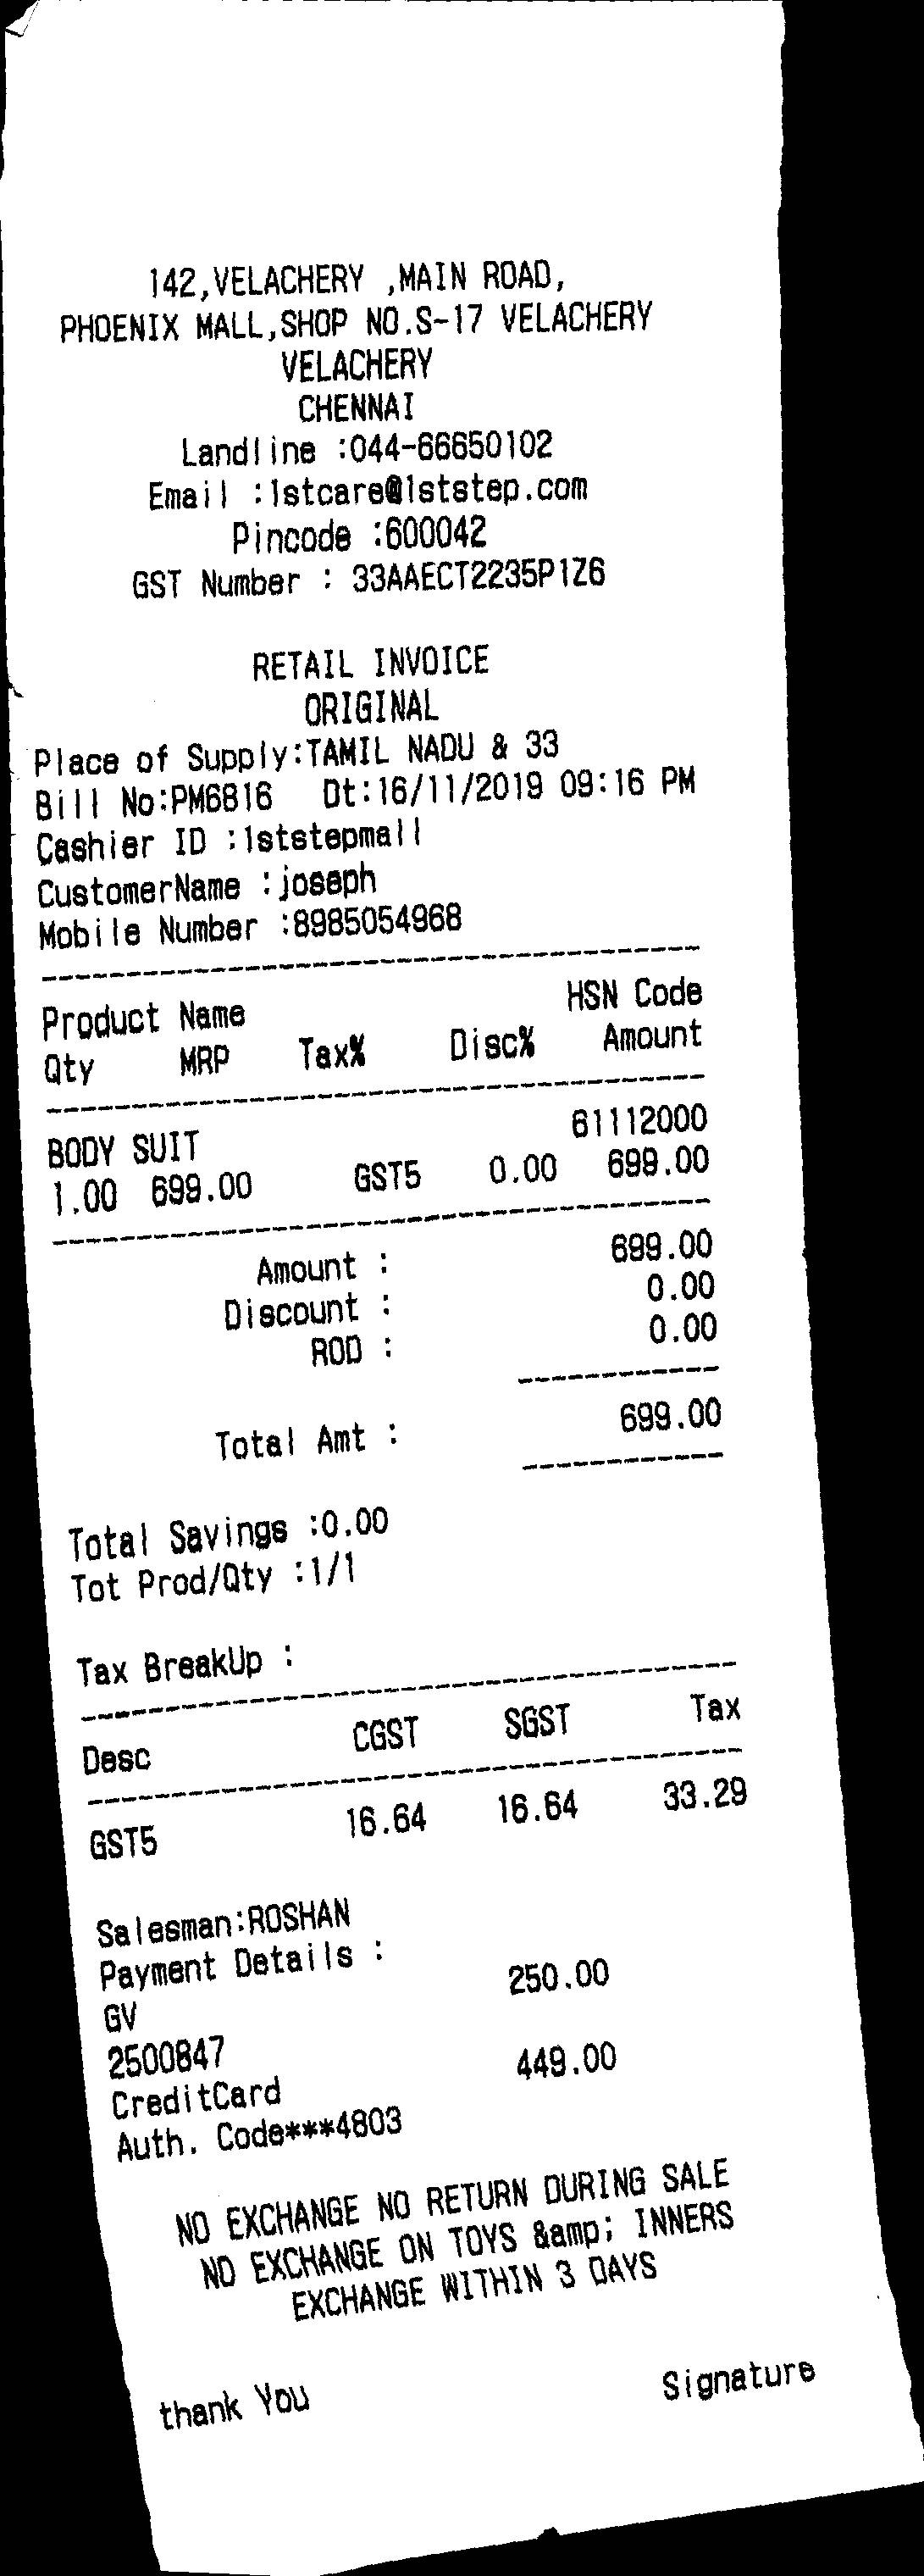 142,VELACHERY ,MAIN ROAD,
PHOENIX MALL,SHOP NO.S-17 VELACHERY
VELACHERY
CHENNAI
Landline :044-66650102
Email :1stcare@1ststep.com
Pincode :600042
GST Number : 33AAECT2235P1Z6
RETAIL INVOICE
ORIGINAL
Place of Supply:TAMIL NADU & 33
Bill No:PM6816 Dt:16/11/2019 09:16 PM
Cashier ID :1ststepmall
CustomerName :joseph
Mobile Number :8985054968
Product Name HSN Code
Qty MRP Tax% Disc% Amount
BODY SUIT 61112000
1.00 699.00 GST5 0.00 699.00
Amount : 699.00
Discount : 0.00
ROD : 0.00
Total Amt : 699.00
Total Savings :0.00
Tot Prod/Qty :1/1
Tax BreakUp :
Desc CGST SGST Tax
GST5 16.64 16.64 33.29
Salesman:ROSHAN
Payment Details :
GV 250.00
2500847
CreditCard 449.00
Auth. Code***4803
NO EXCHANGE NO RETURN DURING SALE
NO EXCHANGE ON TOYS &amp; INNERS
EXCHANGE WITHIN 3 DAYS
thank You Signature